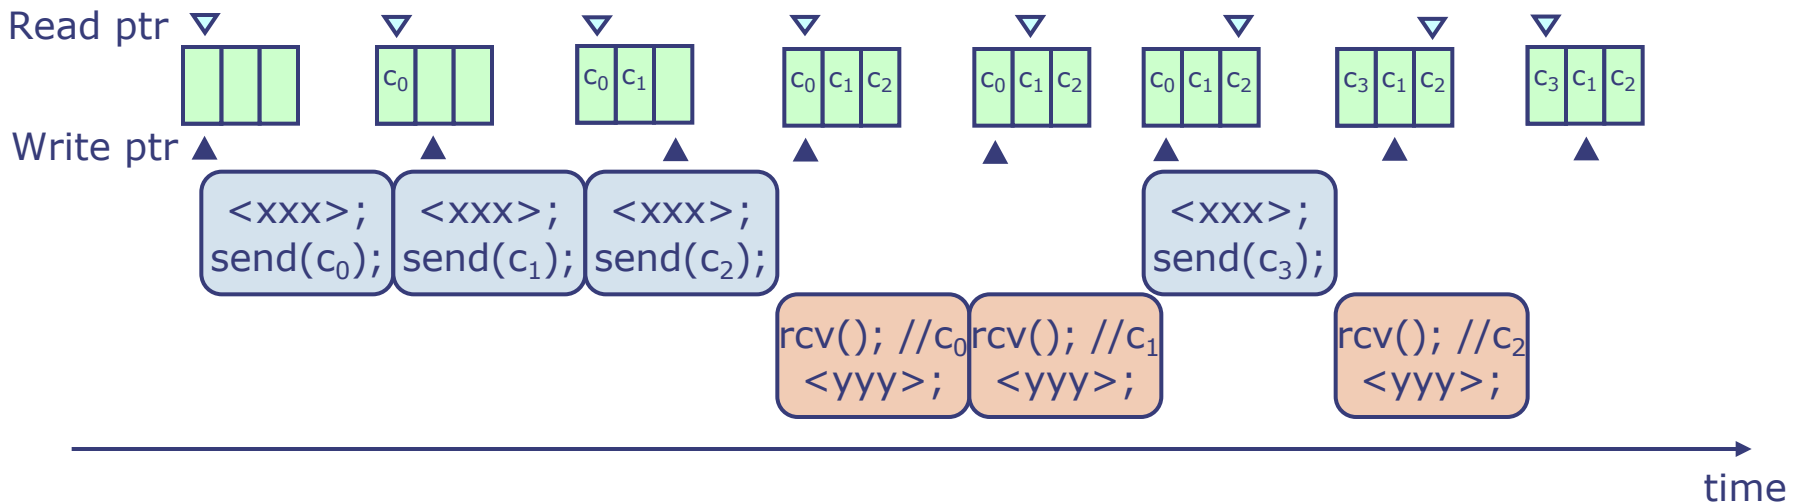 Read ptr
c₀
c₀ c₁
c₀ c₁ c₂
c₀ c₁ c₂
c₀ c₁ c₂
c₃ c₁ c₂
c₃ c₁ c₂
Write ptr
<xxx>;
send(c₀);
<xxx>;
send(c₁);
<xxx>;
send(c₂);
<xxx>;
send(c₃);
rcv(); //c₀
<yyy>;
rcv(); //c₁
<yyy>;
rcv(); //c₂
<yyy>;
time